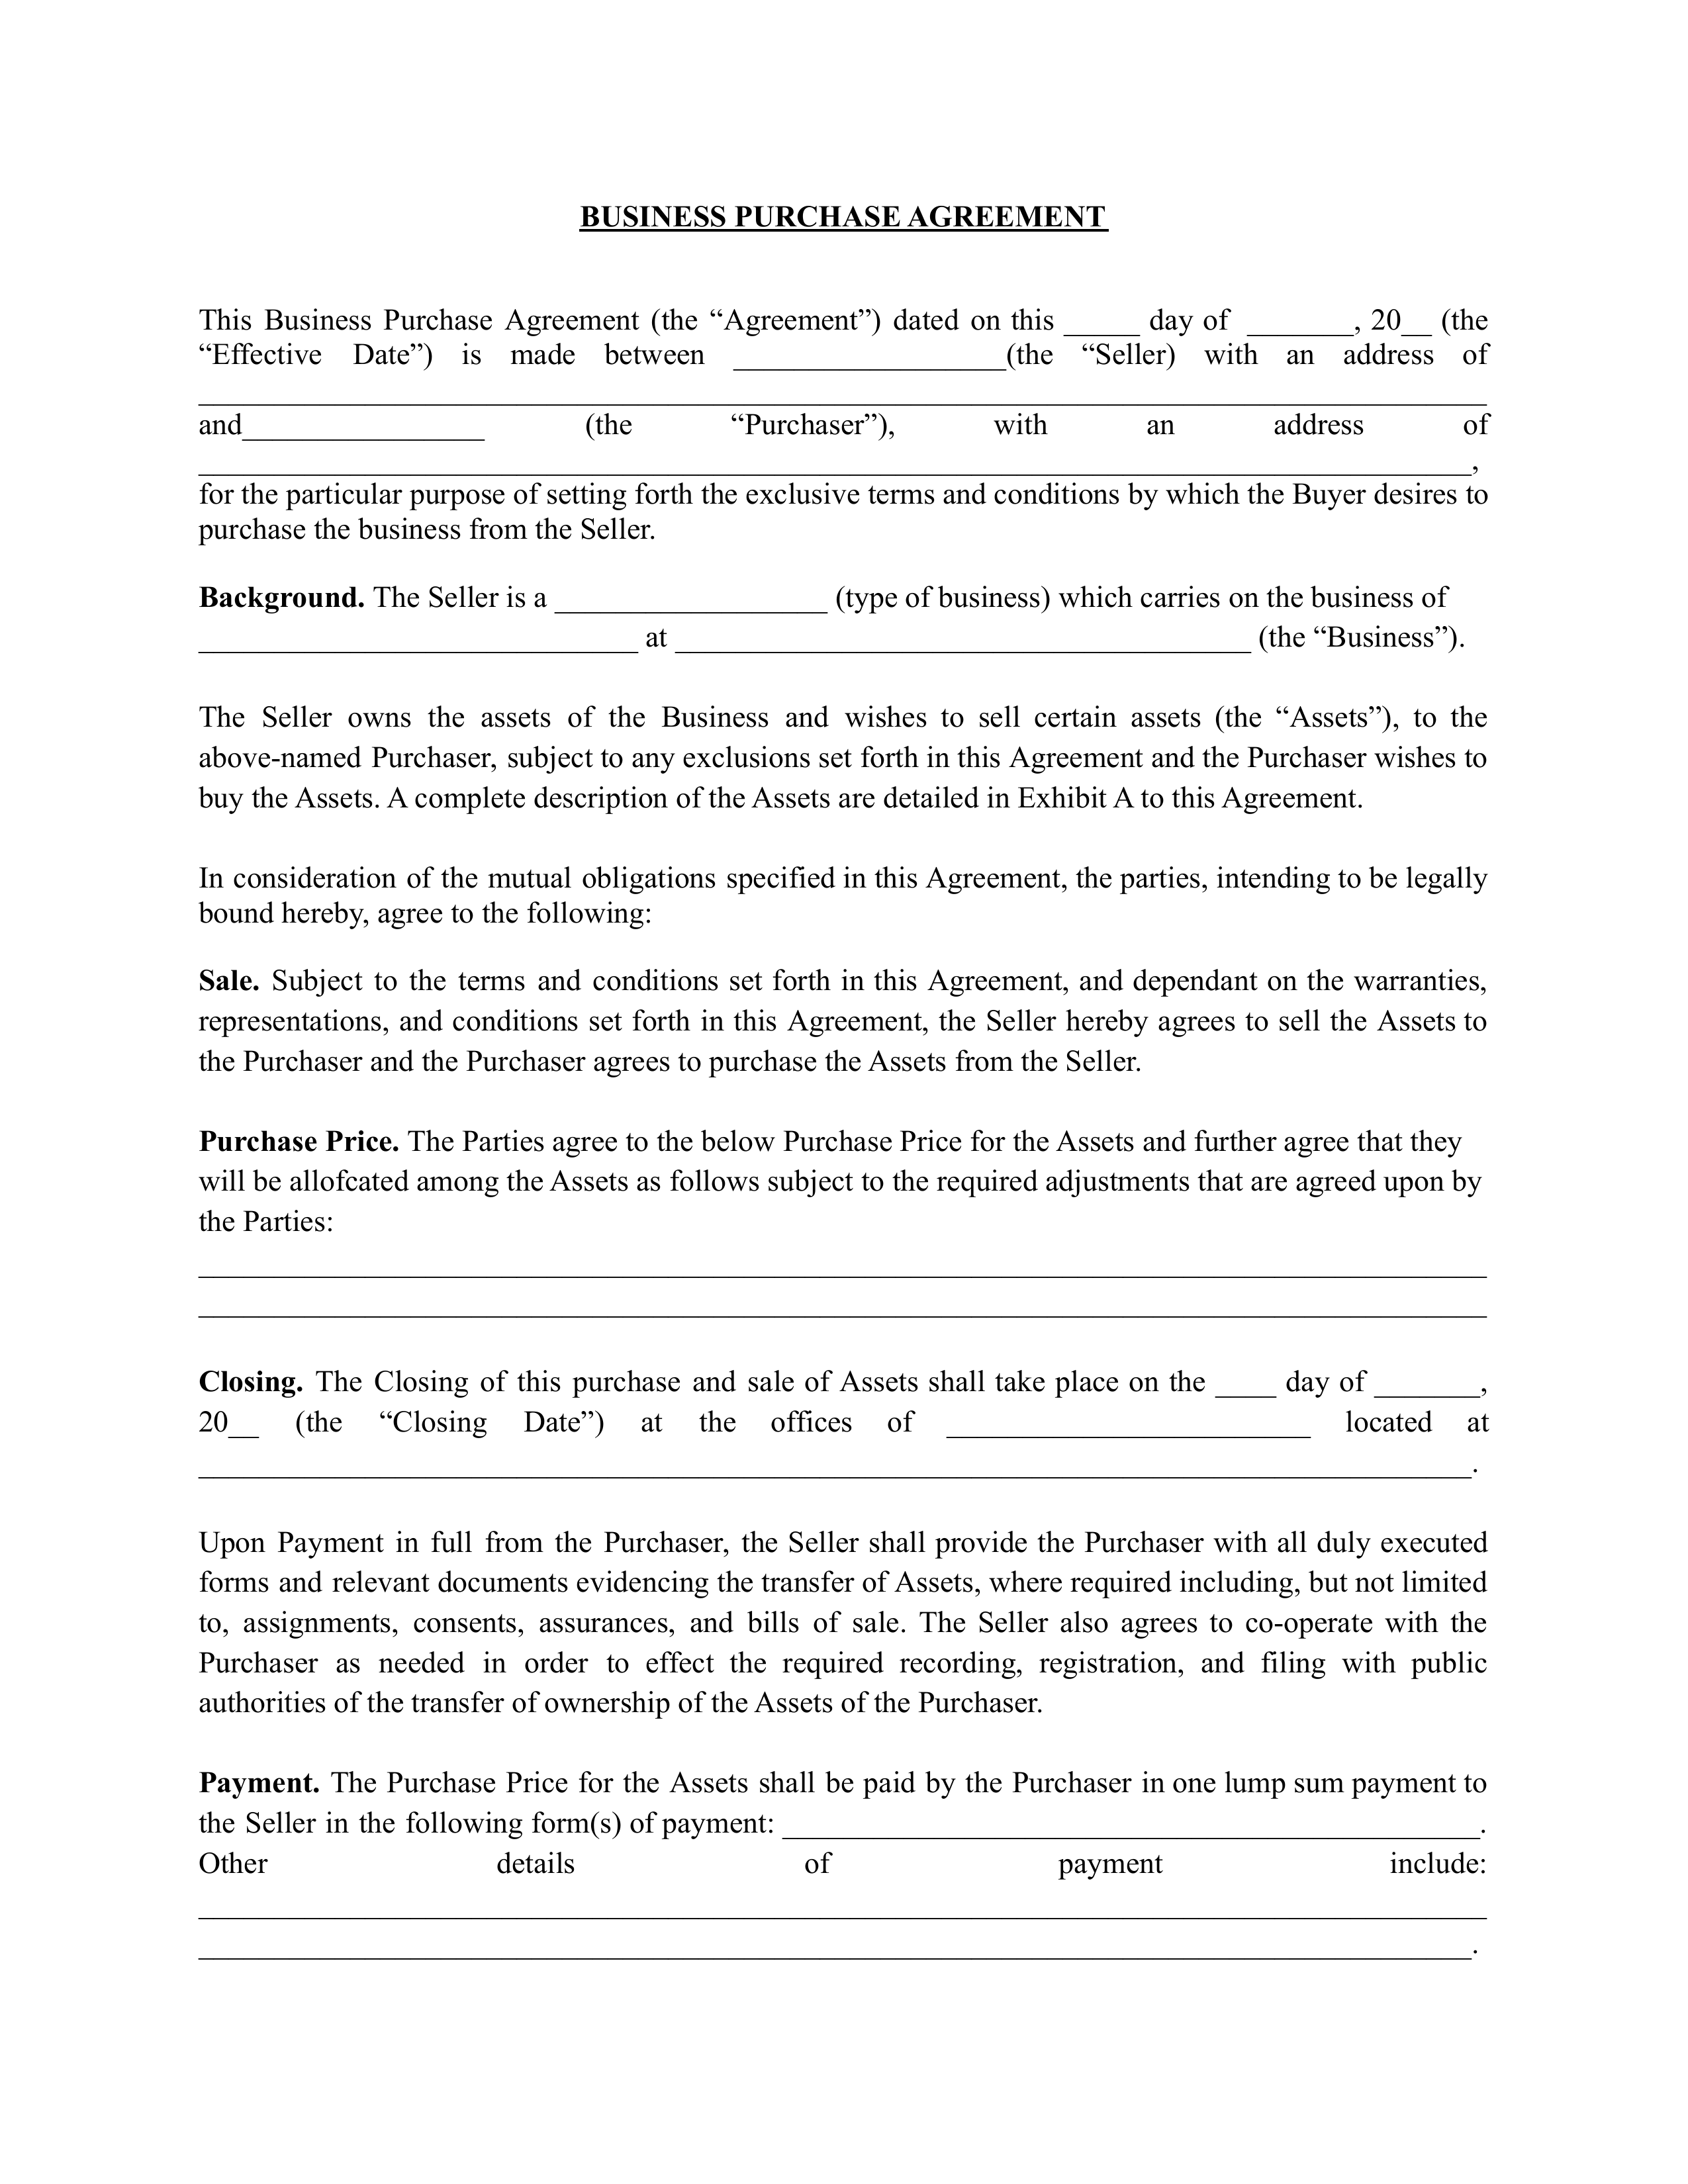 BUSINESS PURCHASE AGREEMENT
This Business Purchase Agreement (the “Agreement”) dated on this _____ day of _______, 20__ (the
“Effective Date”) is made between __________________(the “Seller) with an address of
_____________________________________________________________________________________
and________________ (the “Purchaser”), with an address of
____________________________________________________________________________________,
for the particular purpose of setting forth the exclusive terms and conditions by which the Buyer desires to
purchase the business from the Seller.
Background. The Seller is a __________________ (type of business) which carries on the business of
_____________________________ at ______________________________________ (the “Business”).
The Seller owns the assets of the Business and wishes to sell certain assets (the “Assets”), to the
above-named Purchaser, subject to any exclusions set forth in this Agreement and the Purchaser wishes to
buy the Assets. A complete description of the Assets are detailed in Exhibit A to this Agreement.
In consideration of the mutual obligations specified in this Agreement, the parties, intending to be legally
bound hereby, agree to the following:
Sale. Subject to the terms and conditions set forth in this Agreement, and dependant on the warranties,
representations, and conditions set forth in this Agreement, the Seller hereby agrees to sell the Assets to
the Purchaser and the Purchaser agrees to purchase the Assets from the Seller.
Purchase Price. The Parties agree to the below Purchase Price for the Assets and further agree that they
will be allofcated among the Assets as follows subject to the required adjustments that are agreed upon by
the Parties:
_____________________________________________________________________________________
_____________________________________________________________________________________
Closing. The Closing of this purchase and sale of Assets shall take place on the ____ day of _______,
20__ (the “Closing Date”) at the offices of ________________________ located at
____________________________________________________________________________________.
Upon Payment in full from the Purchaser, the Seller shall provide the Purchaser with all duly executed
forms and relevant documents evidencing the transfer of Assets, where required including, but not limited
to, assignments, consents, assurances, and bills of sale. The Seller also agrees to co-operate with the
Purchaser as needed in order to effect the required recording, registration, and filing with public
authorities of the transfer of ownership of the Assets of the Purchaser.
Payment. The Purchase Price for the Assets shall be paid by the Purchaser in one lump sum payment to
the Seller in the following form(s) of payment: ______________________________________________.
Other details of payment include:
_____________________________________________________________________________________
____________________________________________________________________________________.